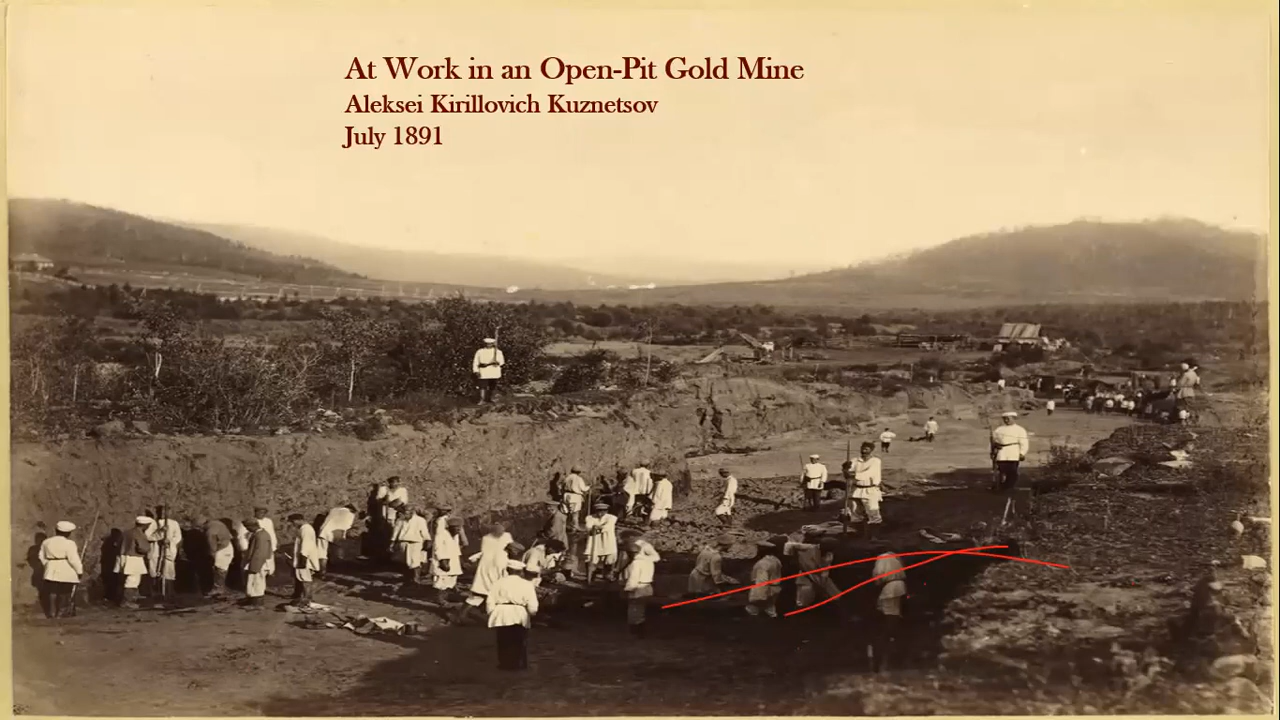 At Work in an Open-Pit Gold Mine
Aleksei Kirillovich Kuznetsov
July 1891